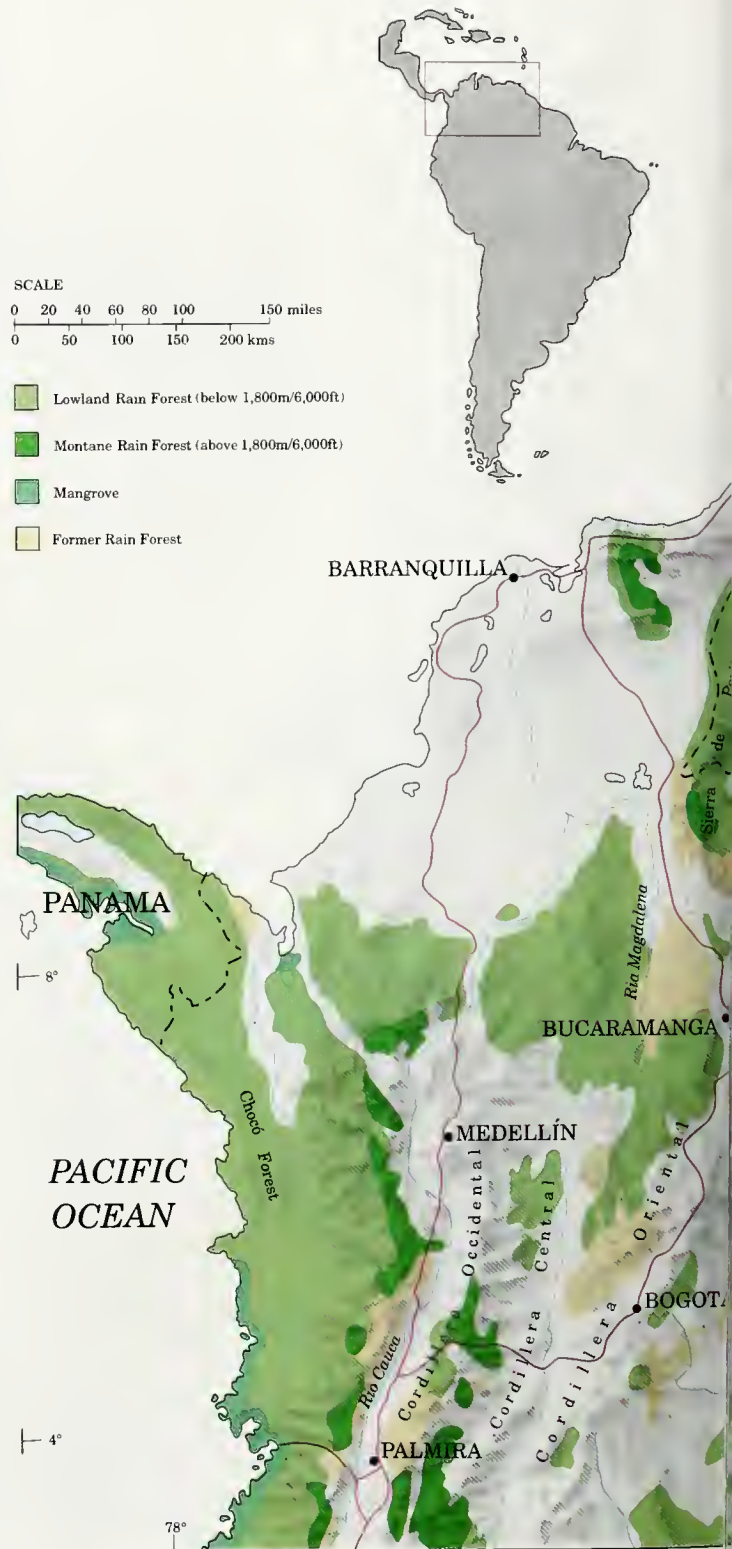 SCALE
0 20 40 60 80 100 150 miles
0 50 100 150 200 kms
Lowland Rain Forest (below 1,800m/6,000ft)
Montane Rain Forest (above 1,800m/6,000ft)
Mangrove
Former Rain Forest
BARRANQUILLA
Sierra de
PANAMA
8°
Ria Magdalena
BUCARAMANGA
Chocó Forest
MEDELLÍN
PACIFIC
OCEAN
Cordillera Occidental
Cordillera Central
Cordillera Oriental
BOGOTA
Rio Cauca
4°
PALMIRA
78°